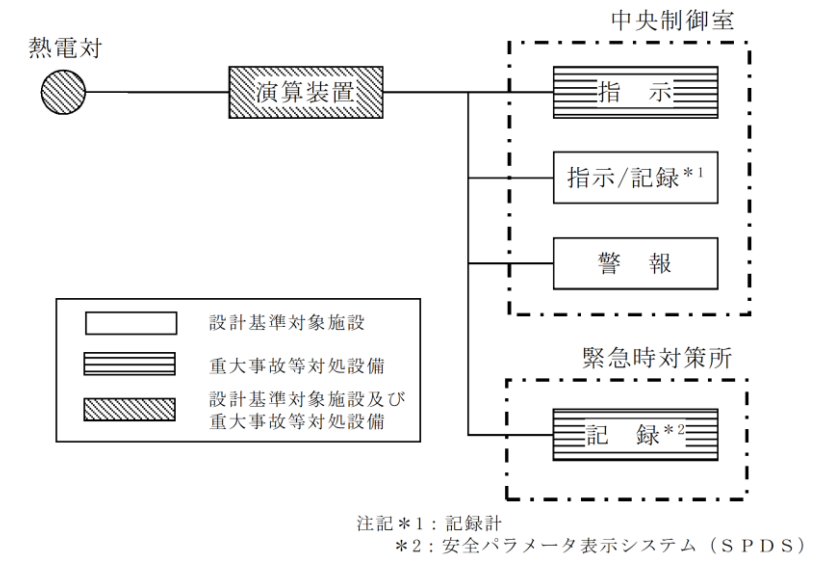 中央制御室
熱電対
演算装置
指 示
指示/記録*1
警 報
設計基準対象施設
重大事故等対処設備
設計基準対象施設及び
重大事故等対処設備
緊急時対策所
記 録*2
注記*1：記録計
*2：安全パラメータ表示システム（ＳＰＤＳ）